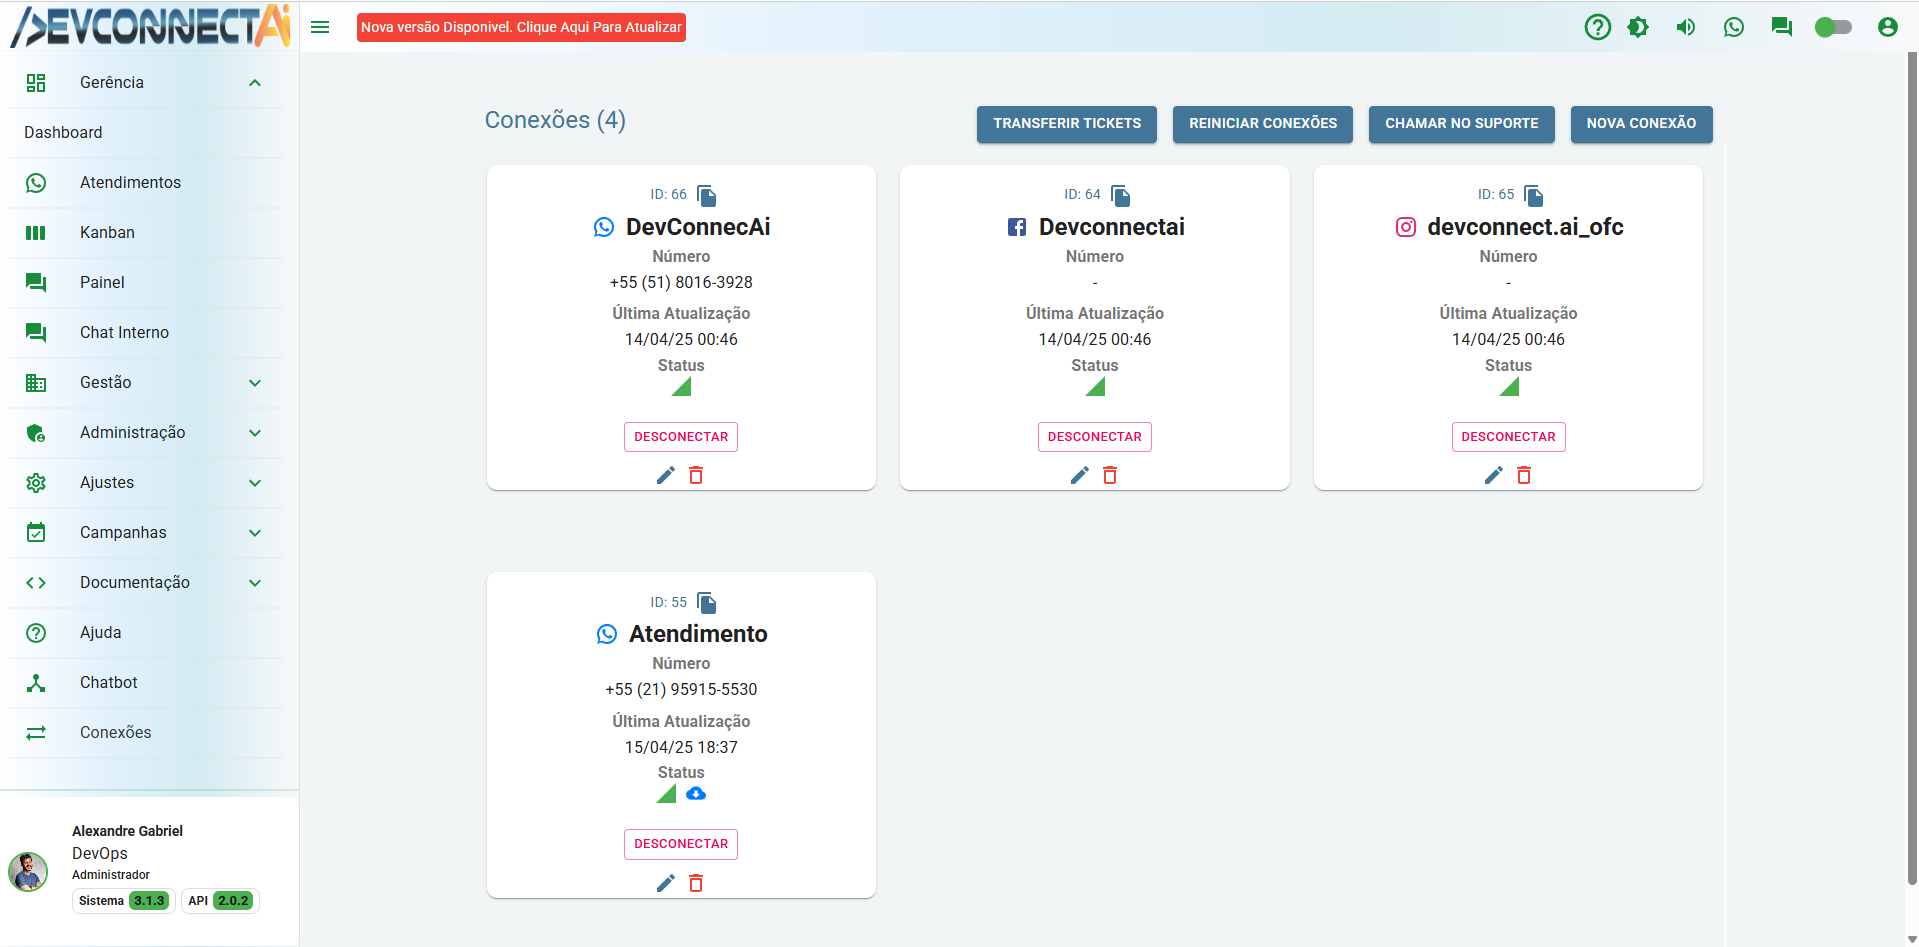 DEVCONNECTAi
Nova versão Disponivel. Clique Aqui Para Atualizar
Gerência
Dashboard
Atendimentos
Kanban
Painel
Chat Interno
Gestão
Administração
Ajustes
Campanhas
Documentação
Ajuda
Chatbot
Conexões
Alexandre Gabriel
DevOps
Administrador
Sistema 3.1.3 API 2.0.2
Conexões (4)
TRANSFERIR TICKETS
REINICIAR CONEXÕES
CHAMAR NO SUPORTE
NOVA CONEXÃO
ID: 66
DevConnecAi
Número
+55 (51) 8016-3928
Última Atualização
14/04/25 00:46
Status
DESCONECTAR
ID: 64
Devconnectai
Número
-
Última Atualização
14/04/25 00:46
Status
DESCONECTAR
ID: 65
devconnect.ai_ofc
Número
-
Última Atualização
14/04/25 00:46
Status
DESCONECTAR
ID: 55
Atendimento
Número
+55 (21) 95915-5530
Última Atualização
15/04/25 18:37
Status
DESCONECTAR